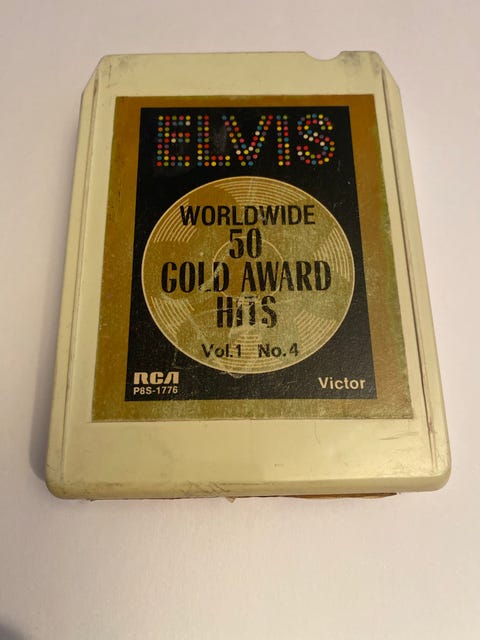 ELVIS
WORLDWIDE
50
GOLD AWARD
HITS
Vol.1 No.4
RCA Victor
P8S-1776